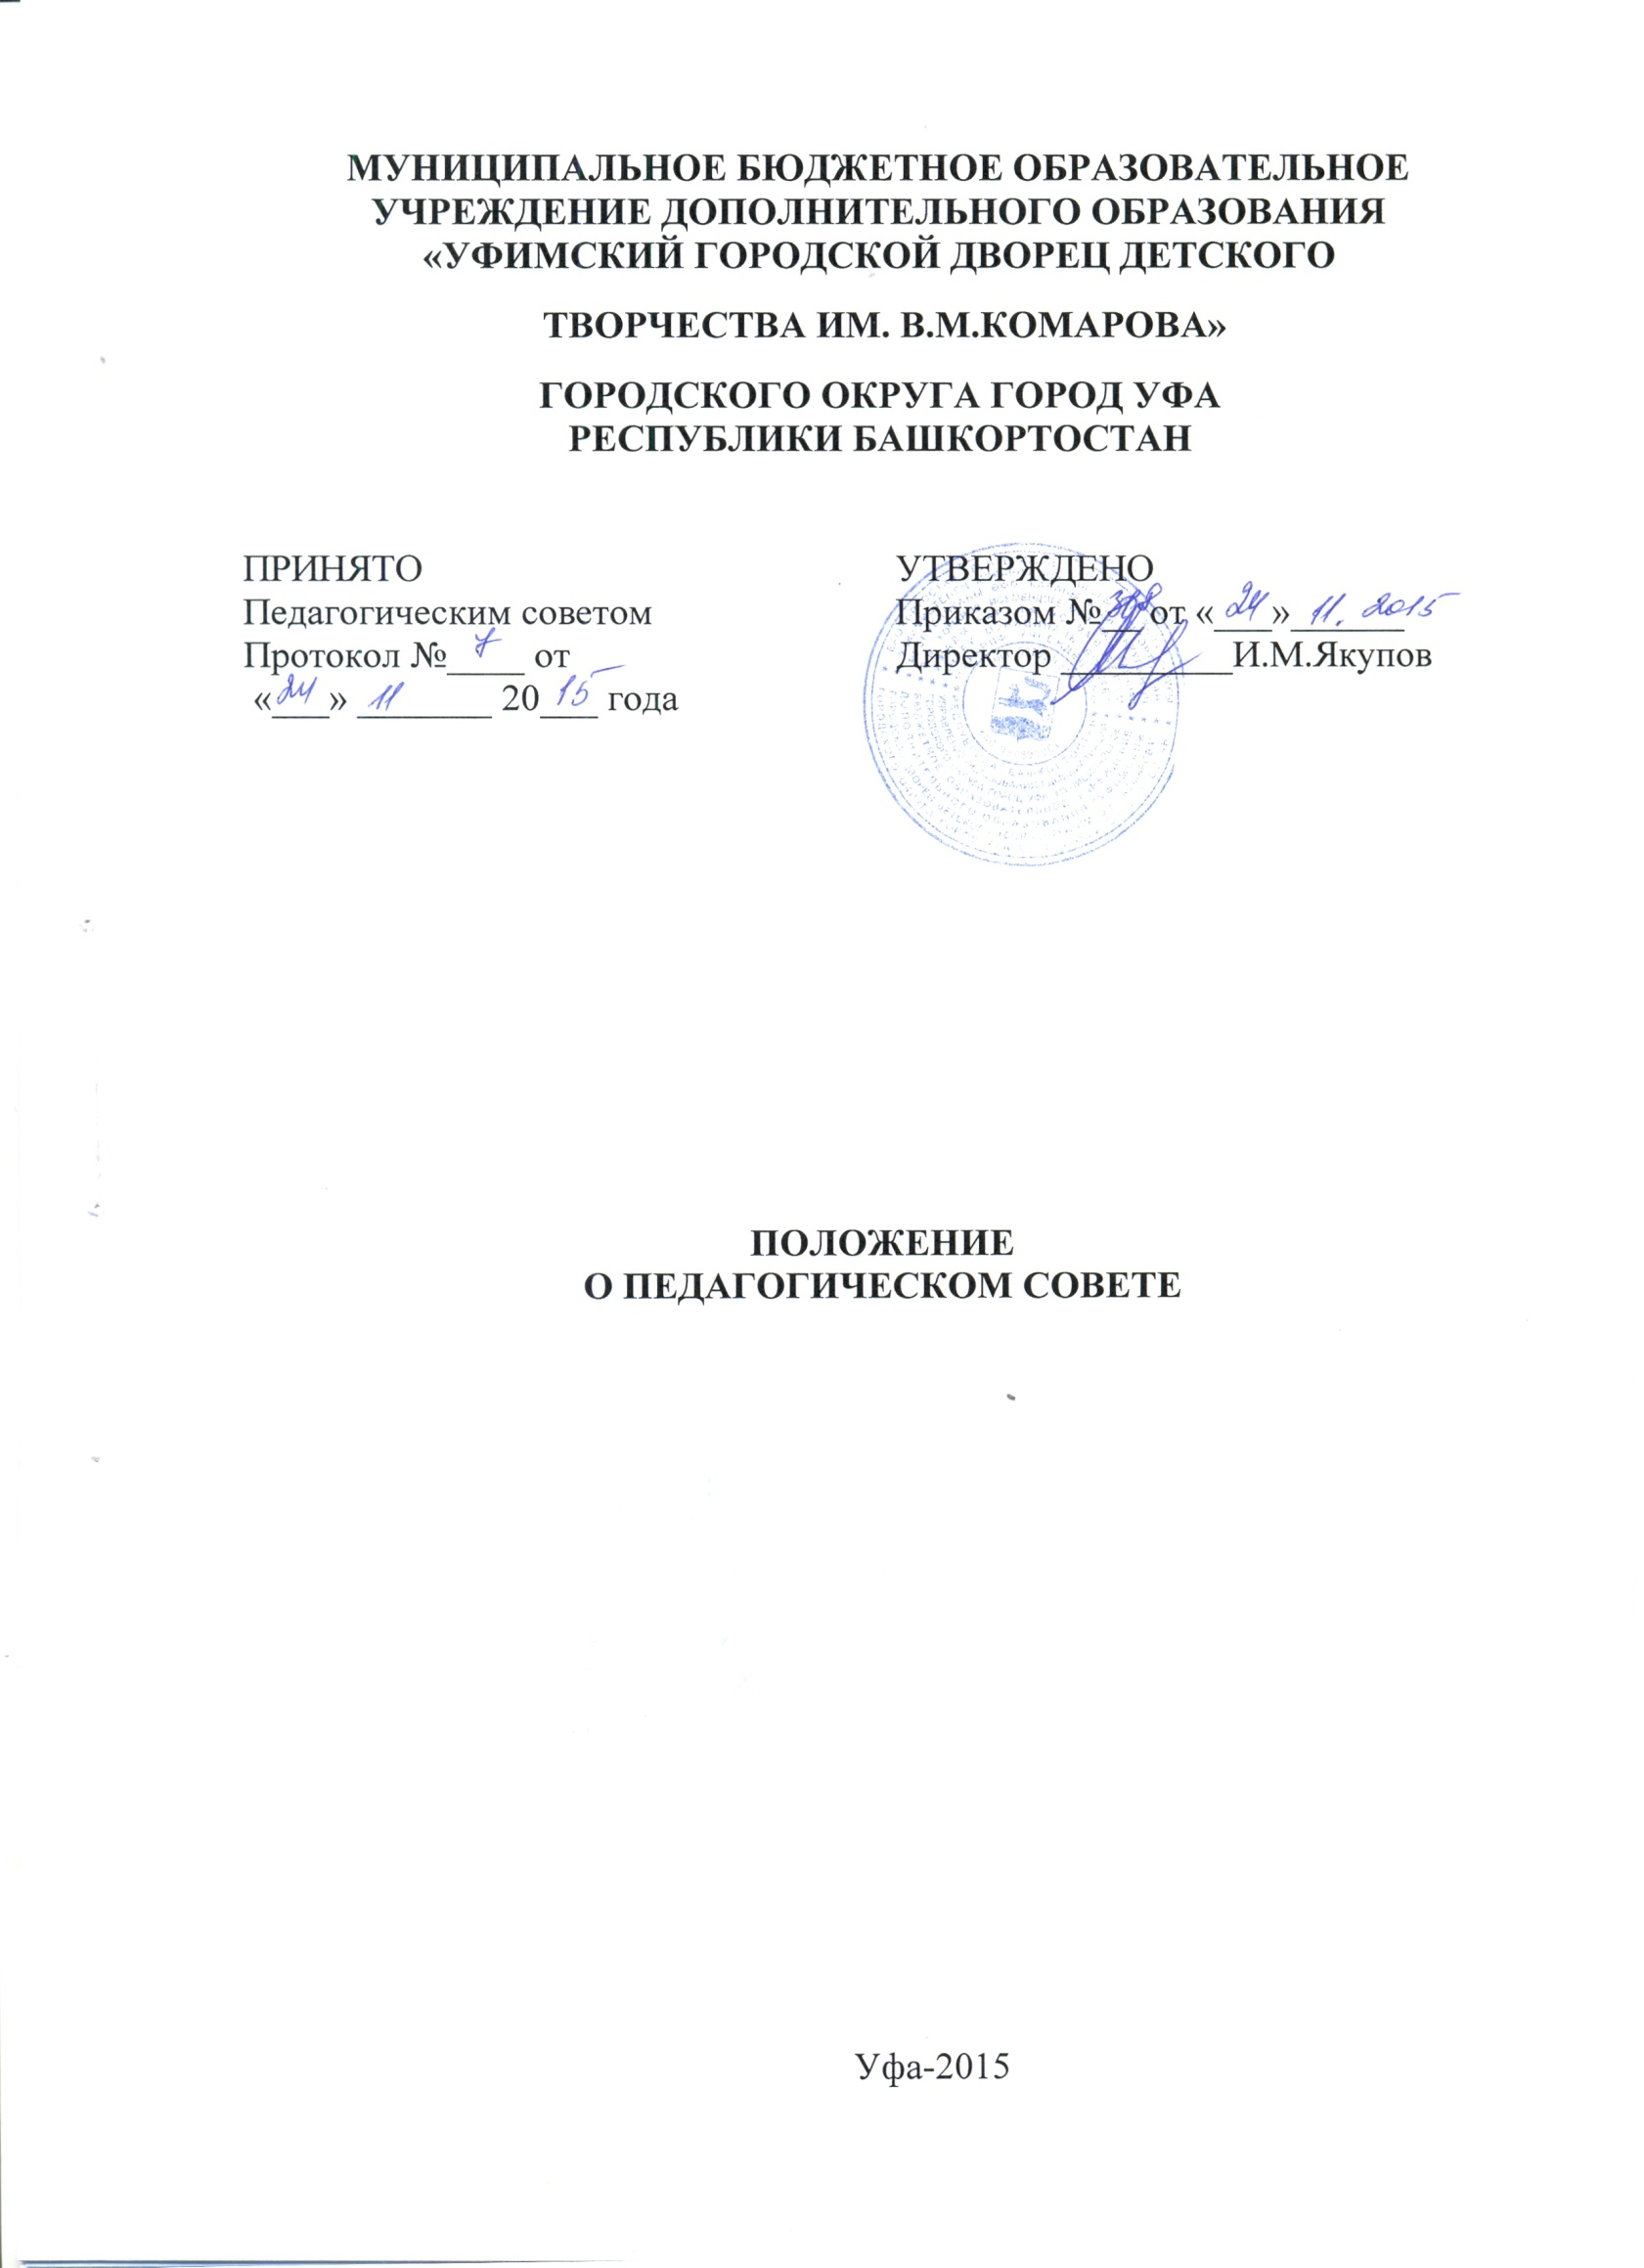 МУНИЦИПАЛЬНОЕ БЮДЖЕТНОЕ ОБРАЗОВАТЕЛЬНОЕ
УЧРЕЖДЕНИЕ ДОПОЛНИТЕЛЬНОГО ОБРАЗОВАНИЯ
«УФИМСКИЙ ГОРОДСКОЙ ДВОРЕЦ ДЕТСКОГО
ТВОРЧЕСТВА ИМ. В.М.КОМАРОВА»
ГОРОДСКОГО ОКРУГА ГОРОД УФА
РЕСПУБЛИКИ БАШКОРТОСТАН
ПРИНЯТО
Педагогическим советом
Протокол № 7 от
«24» 11 2015 года
УТВЕРЖДЕНО
Приказом № от «24» 11. 2015
Директор И.М.Якупов
ПОЛОЖЕНИЕ
О ПЕДАГОГИЧЕСКОМ СОВЕТЕ
Уфа-2015